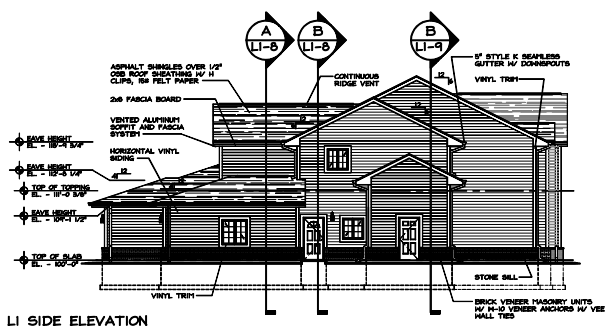 A
L1-8
B
L1-8
B
L1-9
ASPHALT SHINGLES OVER 1/2"
OSB ROOF SHEATHING W/ H
CLIPS, 15# FELT PAPER
2x6 FASCIA BOARD
VENTED ALUMINUM
SOFFIT AND FASCIA
SYSTEM
HORIZONTAL VINYL
SIDING
CONTINUOUS
RIDGE VENT
5" STYLE K SEAMLESS
GUTTER W/ DOWNSPOUTS
VINYL TRIM
12
12
12
12
12
EAVE HEIGHT
EL. - 118'-9 3/4"
EAVE HEIGHT
EL. - 112'-8 1/4"
TOP OF TOPPING
EL. - 111'-0 3/8"
EAVE HEIGHT
EL. - 109'-1 1/2"
TOP OF SLAB
EL. - 100'-0"
VINYL TRIM
STONE SILL
BRICK VENEER MASONRY UNITS
W/ M-10 VENEER ANCHORS W/ VEE
WALL TIES
L1 SIDE ELEVATION